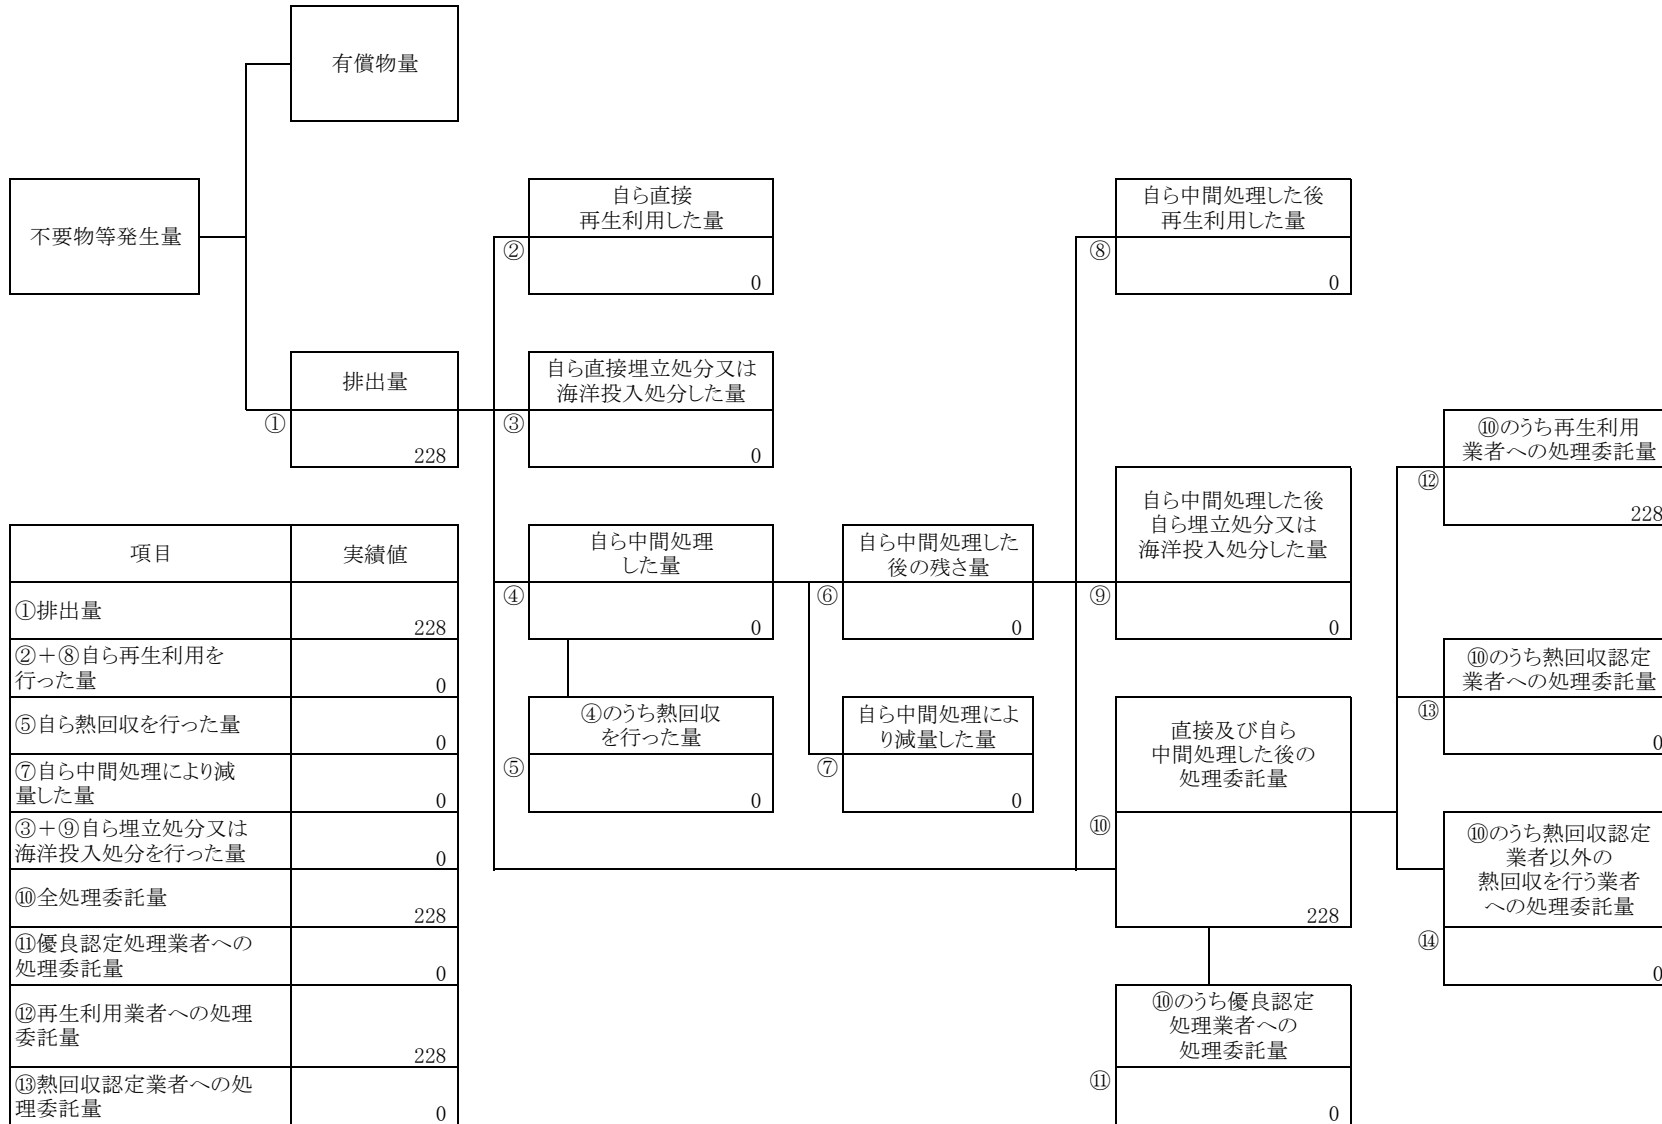 有償物量
不要物等発生量
自ら直接
再生利用した量
②
0
自ら中間処理した後
再生利用した量
⑧
0
排出量
①
228
自ら直接埋立処分又は
海洋投入処分した量
③
0
⑩のうち再生利用
業者への処理委託量
⑫
228
自ら中間処理した後
自ら埋立処分又は
海洋投入処分した量
⑨
0
自ら中間処理
した量
④
0
自ら中間処理した
後の残さ量
⑥
0
⑩のうち熱回収認定
業者への処理委託量
⑬
0
④のうち熱回収
を行った量
⑤
0
自ら中間処理によ
り減量した量
⑦
0
直接及び自ら
中間処理した後の
処理委託量
⑩
228
⑩のうち熱回収認定
業者以外の
熱回収を行う業者
への処理委託量
⑭
0
⑩のうち優良認定
処理業者への
処理委託量
⑪
0
項目 実績値
①排出量
228
②+⑧自ら再生利用を
行った量
0
⑤自ら熱回収を行った量
0
⑦自ら中間処理により減
量した量
0
③+⑨自ら埋立処分又は
海洋投入処分を行った量
0
⑩全処理委託量
228
⑪優良認定処理業者への
処理委託量
0
⑫再生利用業者への処理
委託量
228
⑬熱回収認定業者への処
理委託量
0